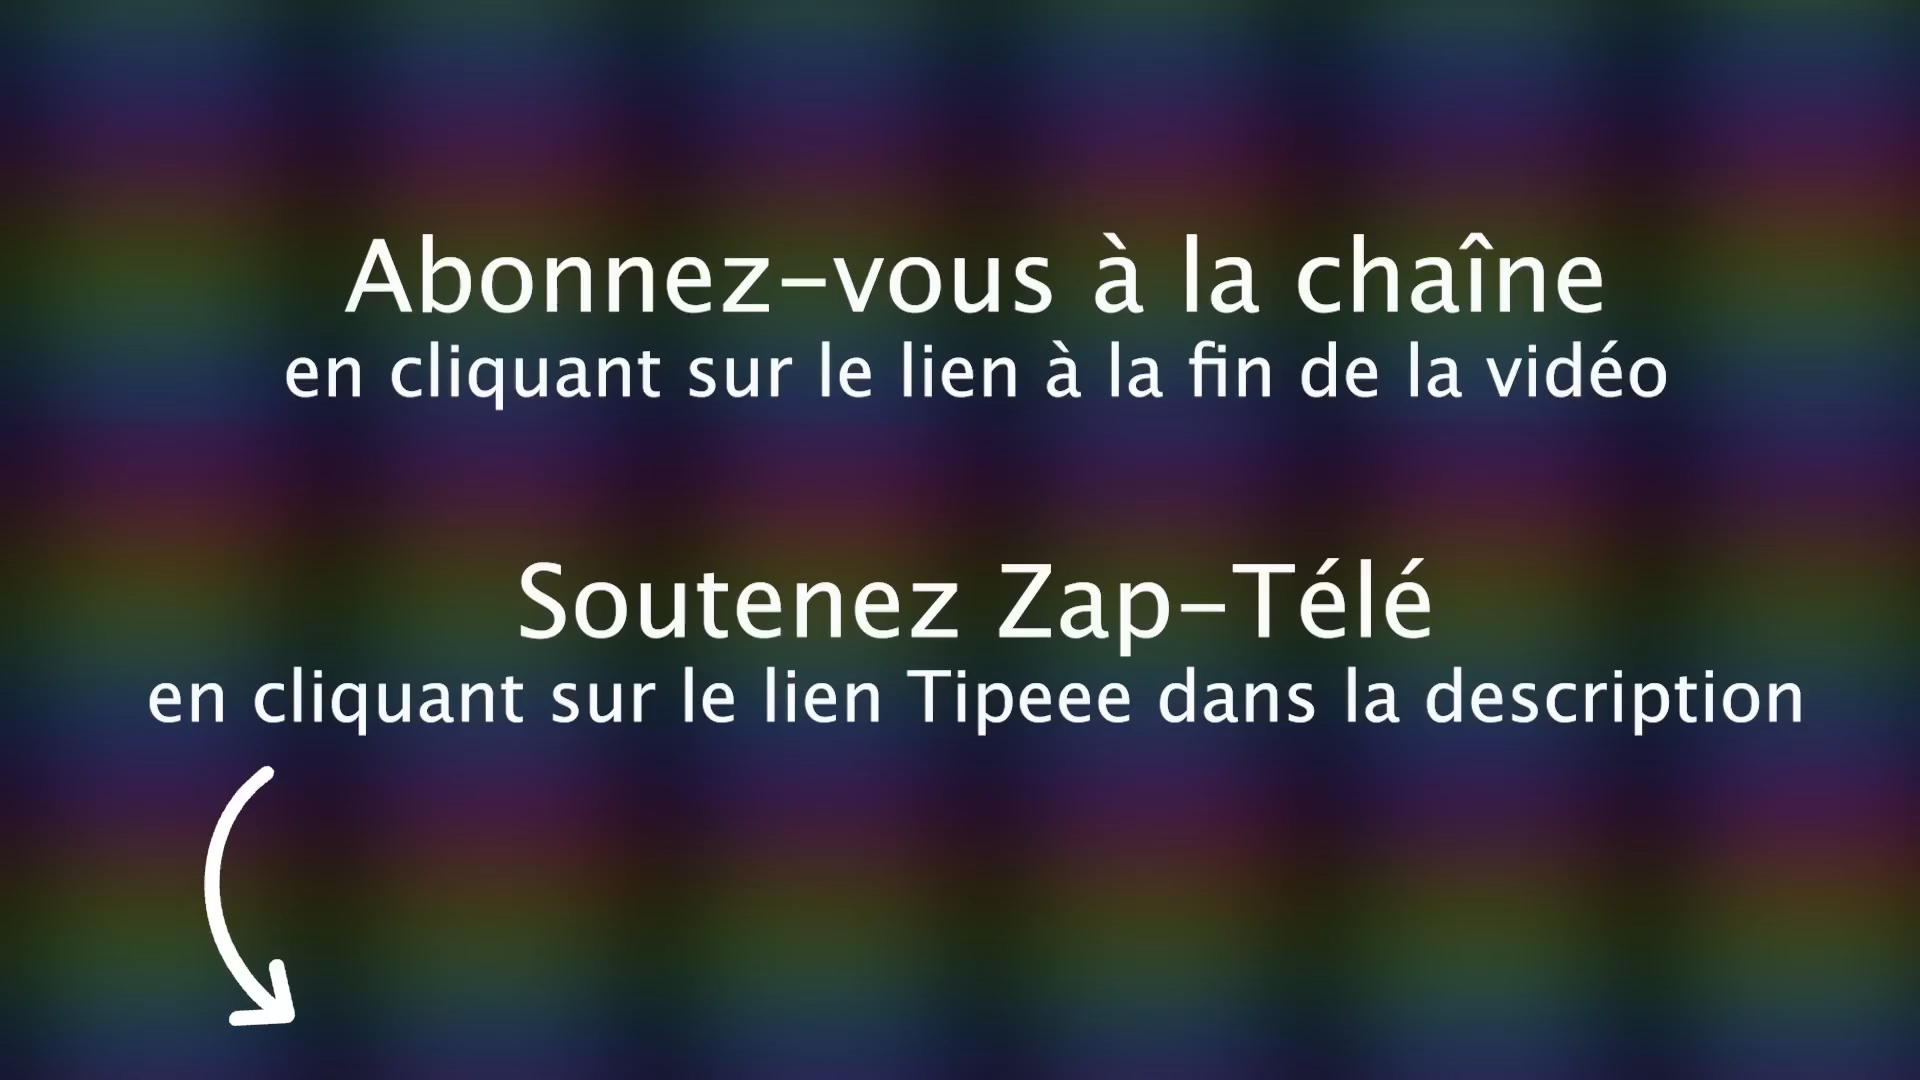 Abonnez-vous à la chaîne
en cliquant sur le lien à la fin de la vidéo
Soutenez Zap-Télé
en cliquant sur le lien Tipeee dans la description